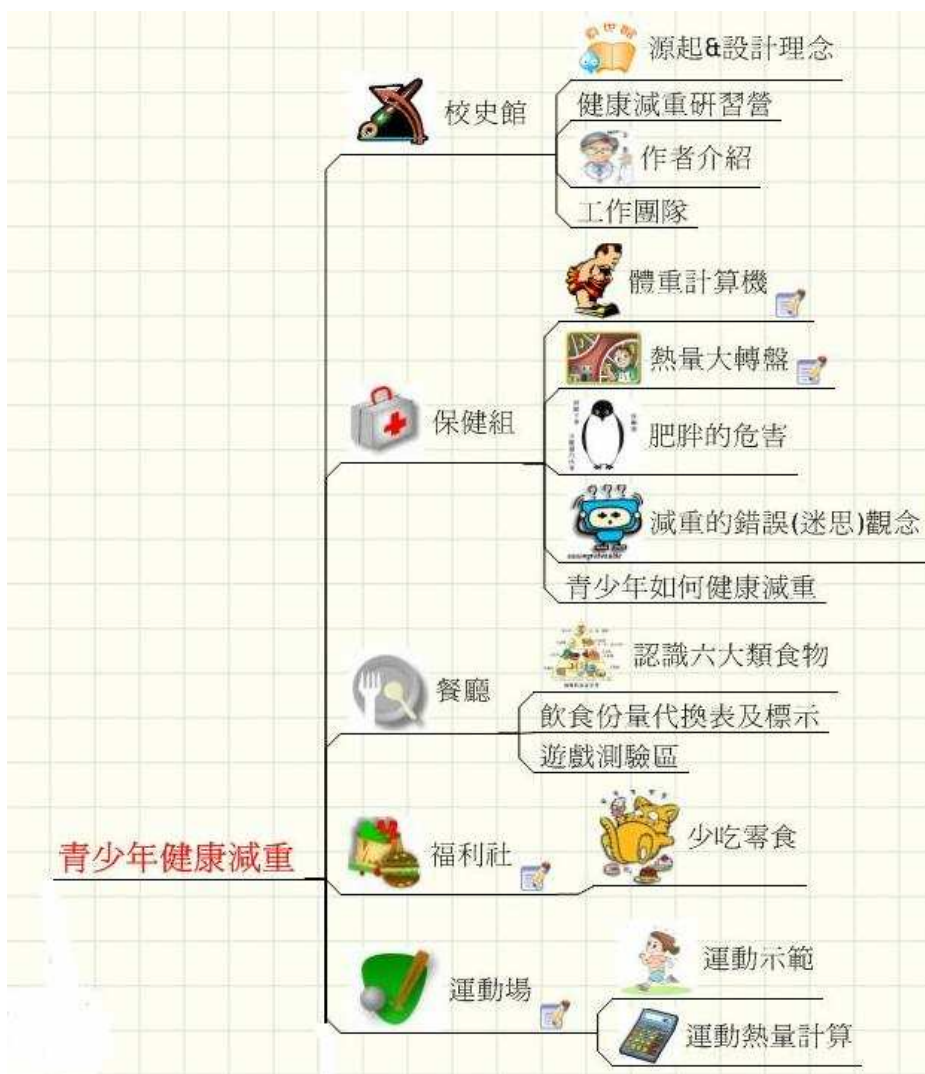 源起&設計理念
校史館
健康減重研習營
作者介紹
工作團隊
體重計算機
熱量大轉盤
保健組
肥胖的危害
減重的錯誤(迷思)觀念
青少年如何健康減重
認識六大類食物
餐廳
飲食份量代換表及標示
遊戲測驗區
青少年健康減重
福利社
少吃零食
運動場
運動示範
運動熱量計算